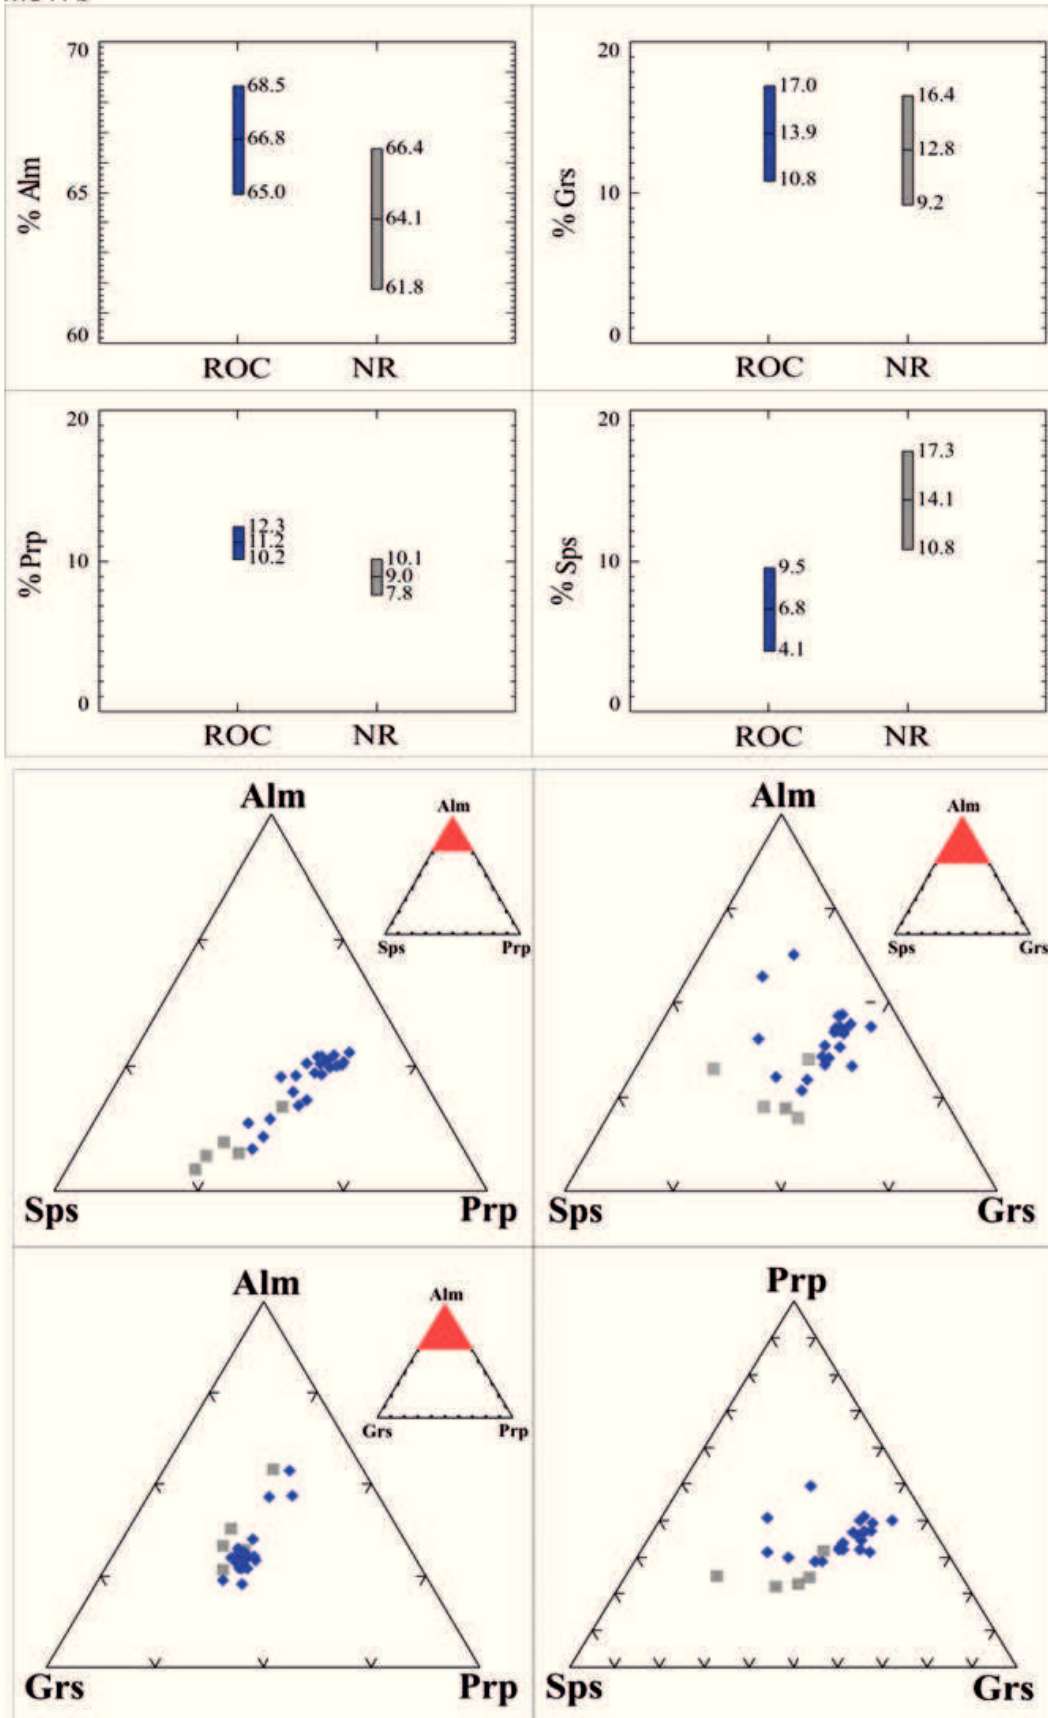 70
% Alm
65
60
68.5
66.8
65.0
66.4
64.1
61.8
ROC NR
20
% Grs
10
0
17.0
13.9
10.8
16.4
12.8
9.2
ROC NR
20
% Prp
10
0
12.3
11.2
10.2
10.1
9.0
7.8
ROC NR
20
% Sps
10
0
9.5
6.8
4.1
17.3
14.1
10.8
ROC NR
Alm
Alm
Sps Prp
Sps Prp
Alm
Alm
Sps Grs
Sps Grs
Alm
Alm
Grs Prp
Grs Prp
Prp
Sps Grs